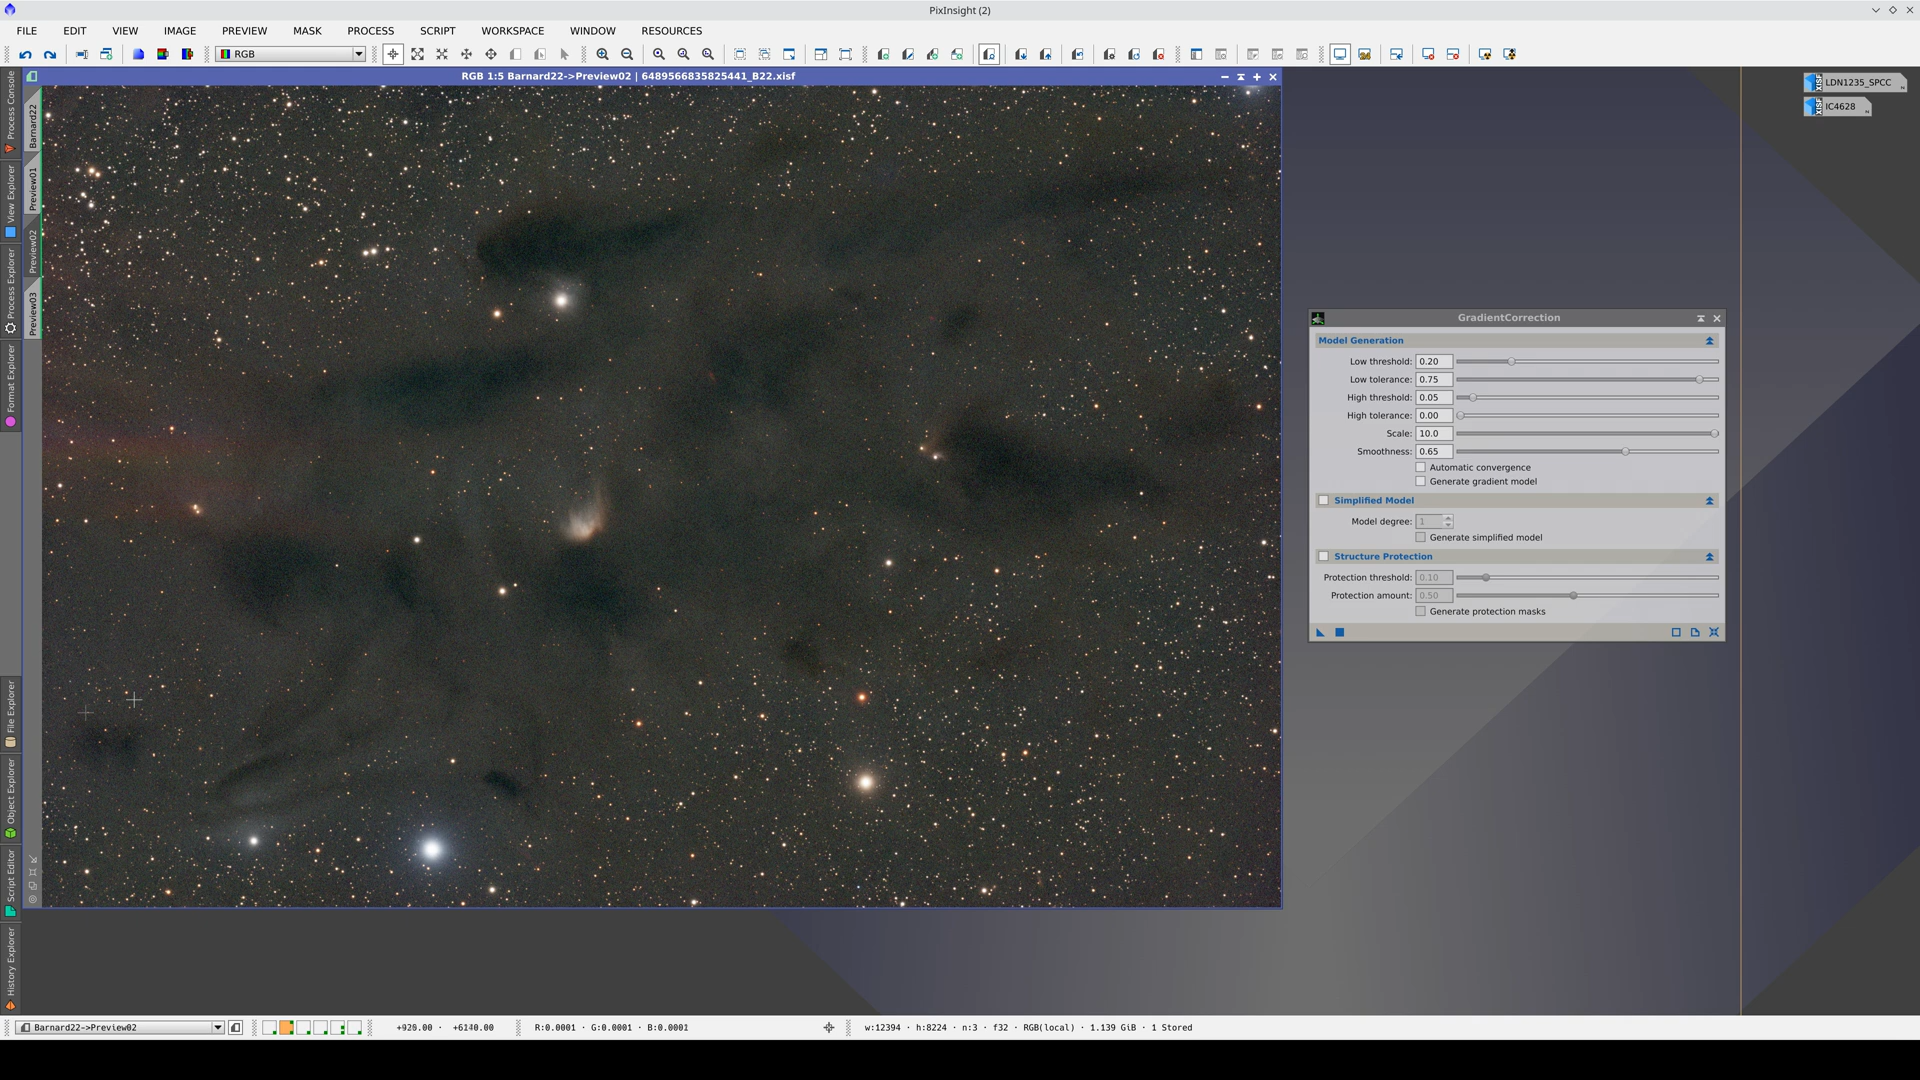 PixInsight (2)
FILE EDIT VIEW IMAGE PREVIEW MASK PROCESS SCRIPT WORKSPACE WINDOW RESOURCES
RGB
RGB 1:5 Barnard22->Preview02 | 6489566835825441_B22.xisf
Process Console
View Explorer
Process Explorer
Format Explorer
File Explorer
Object Explorer
Script Editor
History Explorer
Barnard22
Preview01
Preview02
Preview03
XISF LDN1235_SPCC N
XISF IC4628 N
GradientCorrection
Model Generation
Low threshold: 0.20
Low tolerance: 0.75
High threshold: 0.05
High tolerance: 0.00
Scale: 10.0
Smoothness: 0.65
Automatic convergence
Generate gradient model
Simplified Model
Model degree: 1
Generate simplified model
Structure Protection
Protection threshold: 0.10
Protection amount: 0.50
Generate protection masks
Barnard22->Preview02
+920.00 · +6140.00
R:0.0001 · G:0.0001 · B:0.0001
w:12394 · h:8224 · n:3 · f32 · RGB(local) · 1.139 GiB · 1 Stored